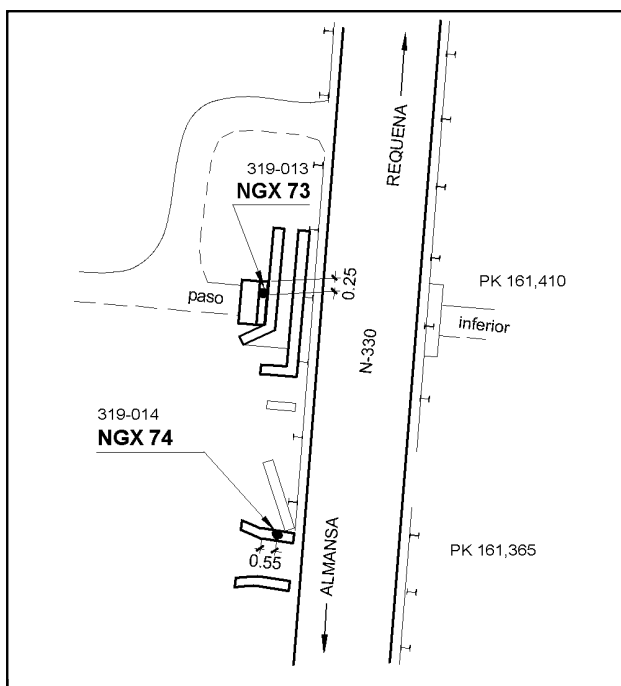 REQUENA
319-013
NGX 73
0.25
PK 161,410
paso
inferior
N-330
319-014
NGX 74
0.55
ALMANSA
PK 161,365